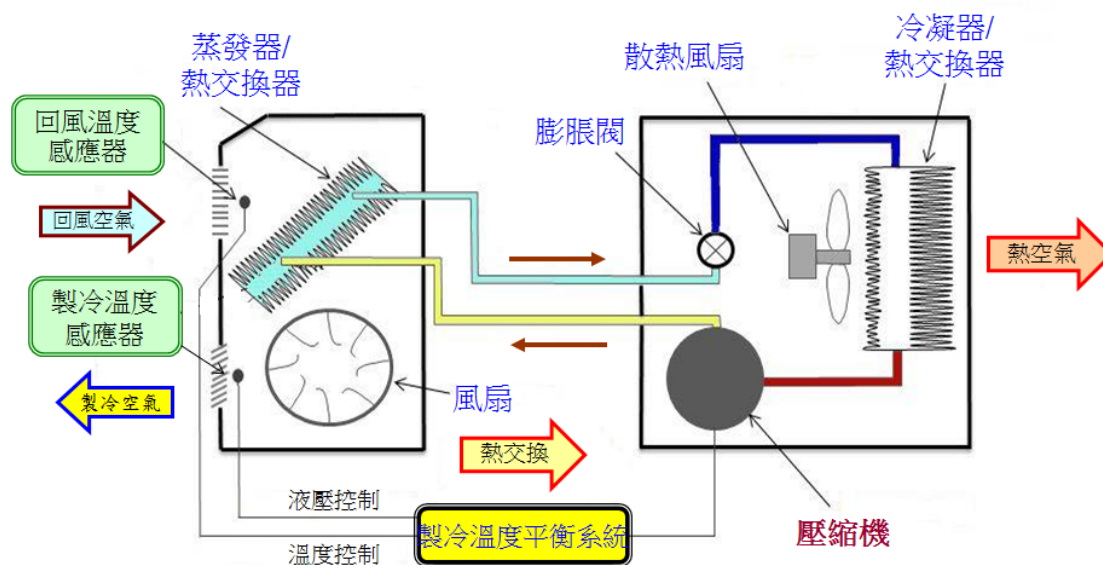 蒸發器/
熱交換器
散熱風扇
冷凝器/
熱交換器
回風溫度
感應器
膨脹閥
回風空氣
熱空氣
製冷溫度
感應器
製冷空氣
風扇
熱交換
液壓控制
製冷溫度平衡系統
溫度控制
壓縮機